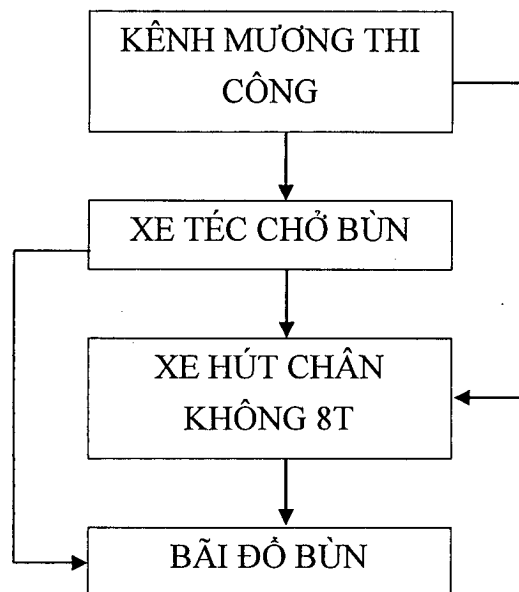 KÊNH MƯƠNG THI
CÔNG
XE TÉC CHỞ BÙN
XE HÚT CHÂN
KHÔNG 8T
BÃI ĐỔ BÙN